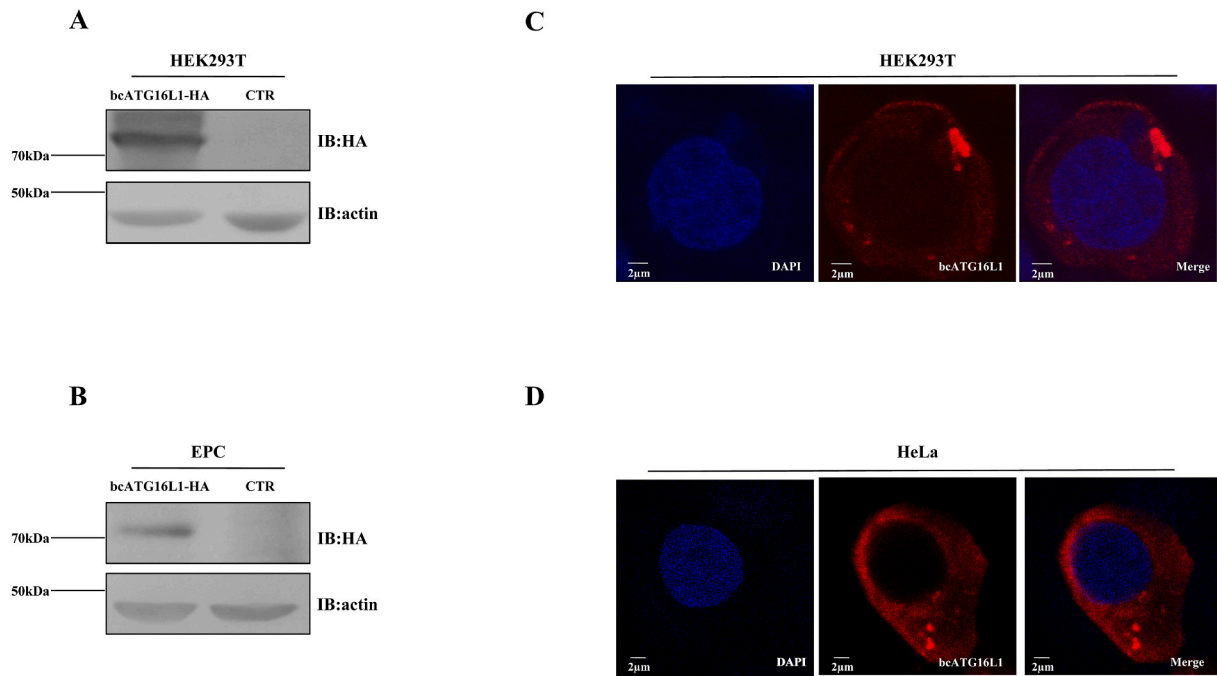 A
HEK293T
bcATG16L1-HA CTR
IB:HA
70kDa
50kDa
IB:actin
B
EPC
bcATG16L1-HA CTR
IB:HA
70kDa
50kDa
IB:actin
C
HEK293T
2µm DAPI
2µm bcATG16L1
2µm Merge
D
HeLa
2µm DAPI
2µm bcATG16L1
2µm Merge